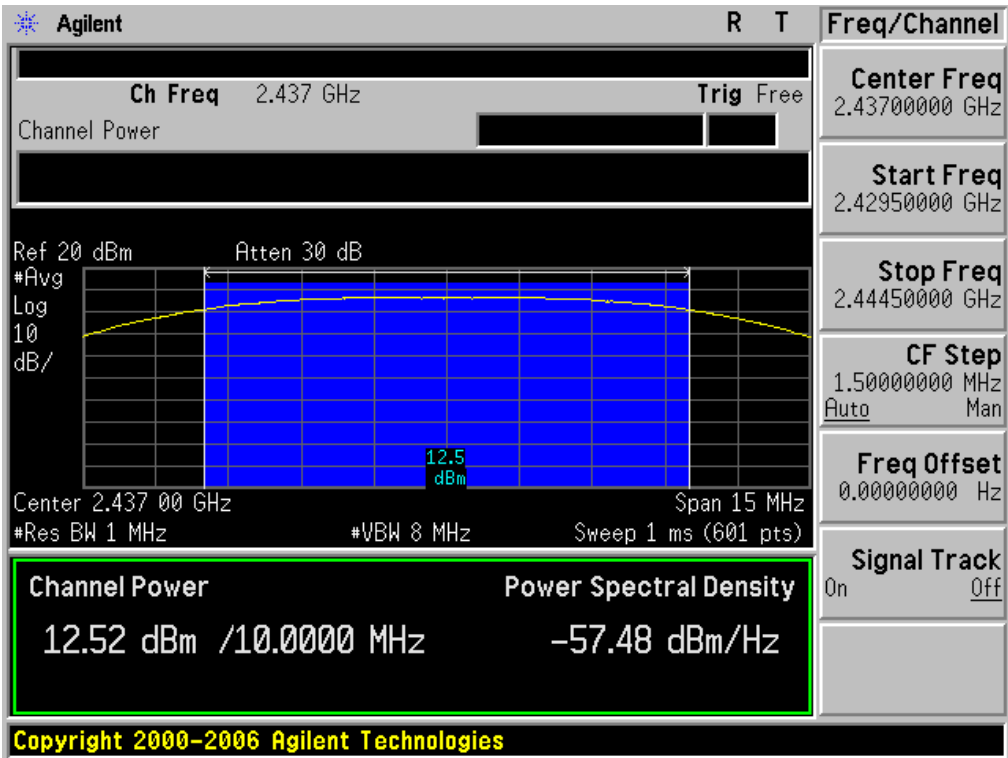 Agilent R T
Freq/Channel
Ch Freq 2.437 GHz Trig Free
Channel Power
Ref 20 dBm Atten 30 dB
#Avg
Log
10
dB/
12.5
dBm
Center 2.437 00 GHz Span 15 MHz
#Res BW 1 MHz #VBW 8 MHz Sweep 1 ms (601 pts)
Channel Power Power Spectral Density
12.52 dBm /10.0000 MHz -57.48 dBm/Hz
Copyright 2000-2006 Agilent Technologies
Center Freq
2.43700000 GHz
Start Freq
2.42950000 GHz
Stop Freq
2.44450000 GHz
CF Step
1.50000000 MHz
Auto Man
Freq Offset
0.00000000 Hz
Signal Track
On Off